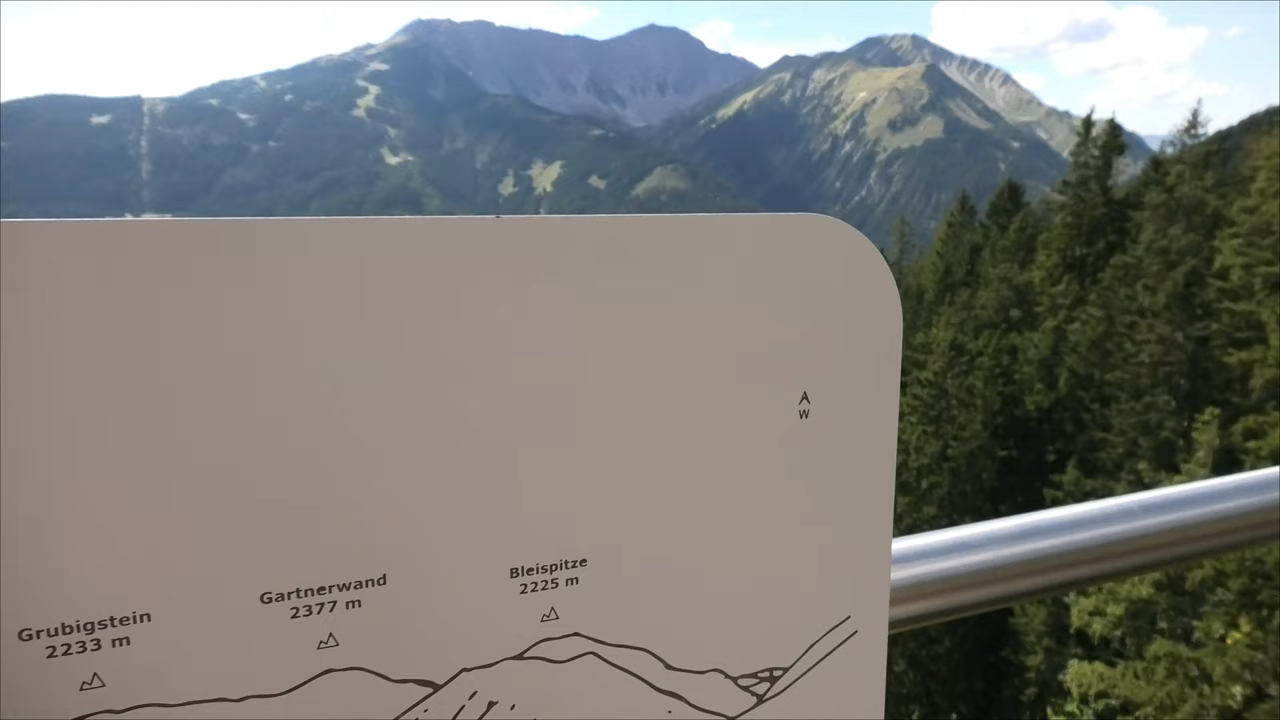 W
Bleispitze
2225 m
Gartnerwand
2377 m
Grubigstein
2233 m